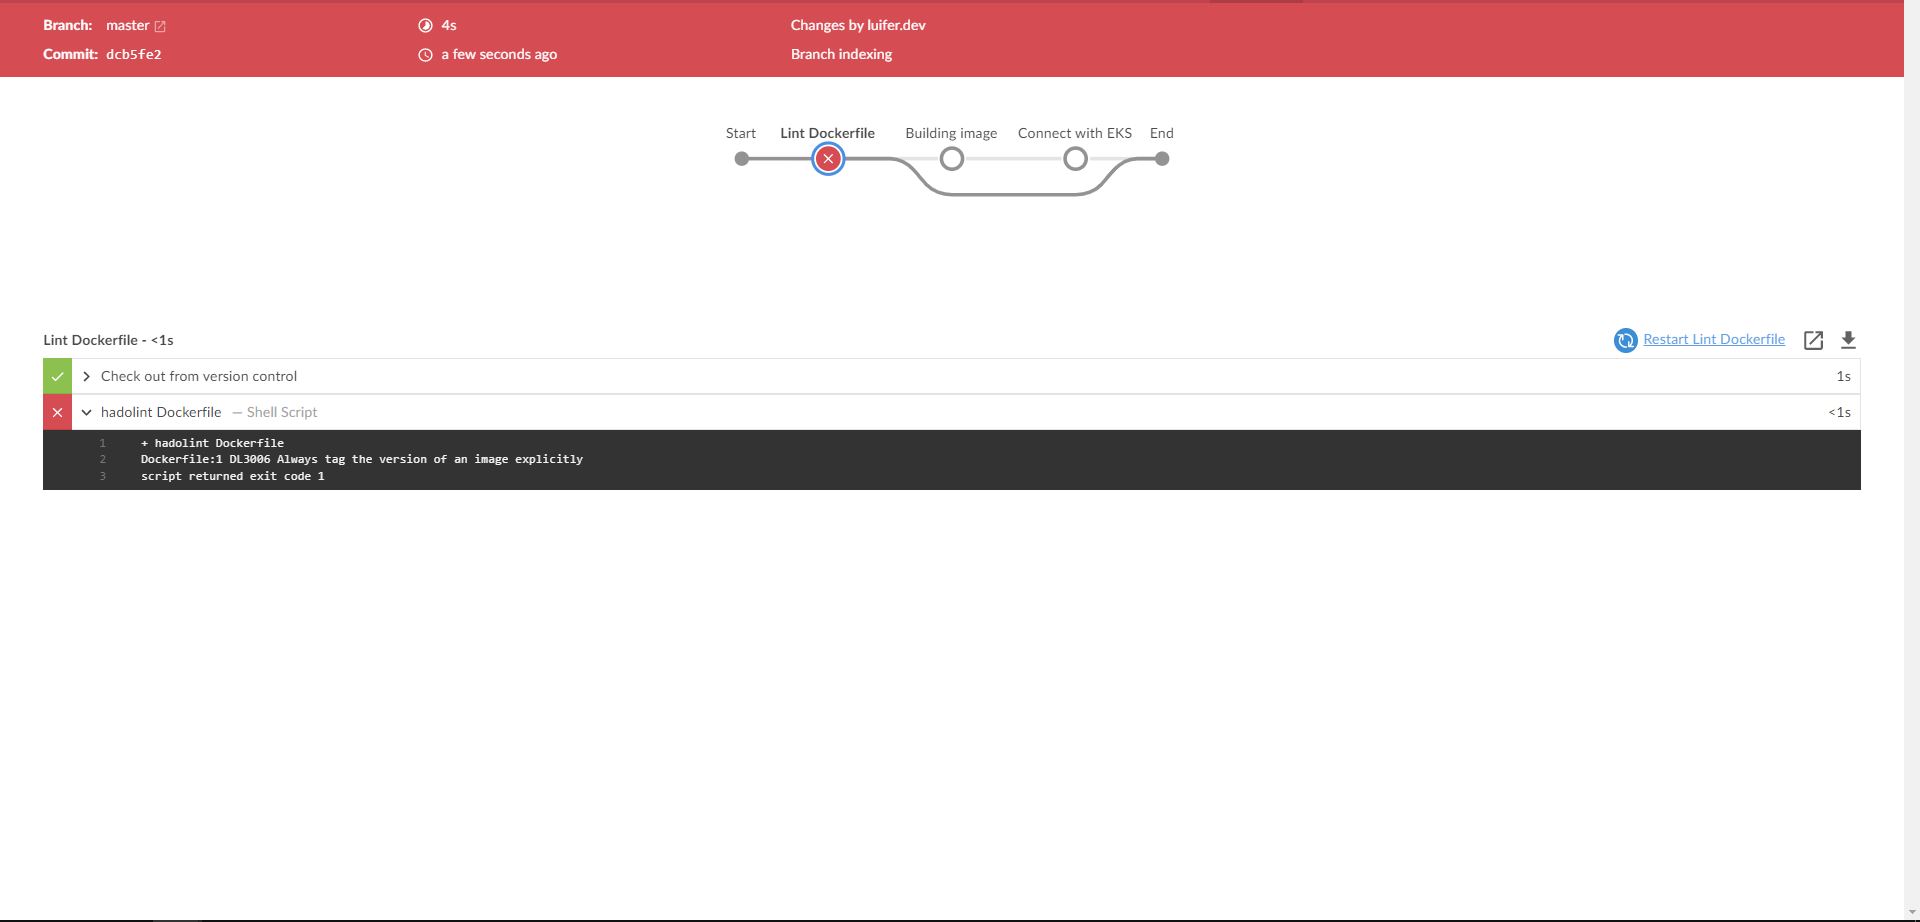 Branch: master 4s Changes by luifer.dev
Commit: dcb5fe2 a few seconds ago Branch indexing
Start Lint Dockerfile Building image Connect with EKS End
Lint Dockerfile - <1s Restart Lint Dockerfile
Check out from version control 1s
hadolint Dockerfile — Shell Script <1s
1 + hadolint Dockerfile
2 Dockerfile:1 DL3006 Always tag the version of an image explicitly
3 script returned exit code 1